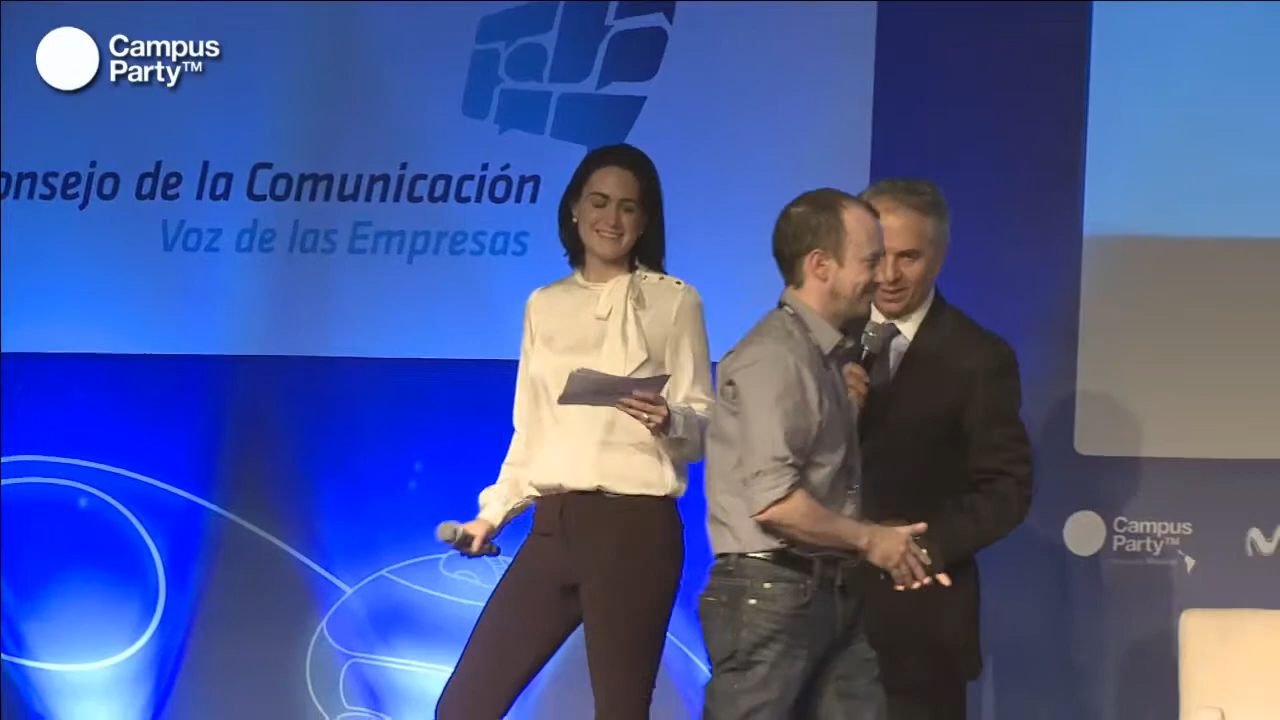 Campus
Party™
onsejo de la Comunicación
Voz de las Empresas
Campus
Party™